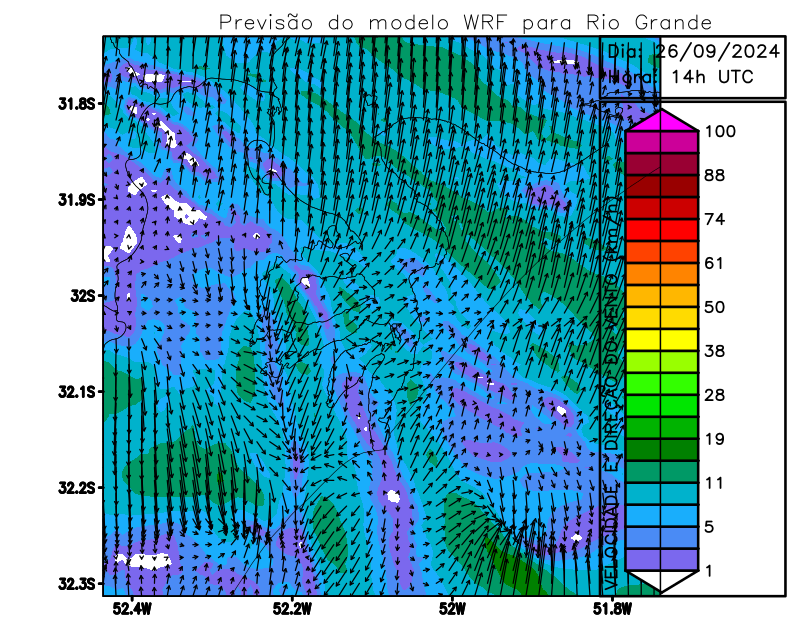 Previsão do modelo WRF para Rio Grande
Dia: 26/09/2024
Hora: 14h UTC
31.8S
31.9S
32S
32.1S
32.2S
32.3S
52.4W
52.2W
52W
51.8W
VELOCIDADE E DIREÇÃO DO VENTO (km/h)
100
88
74
61
50
38
28
19
11
5
1